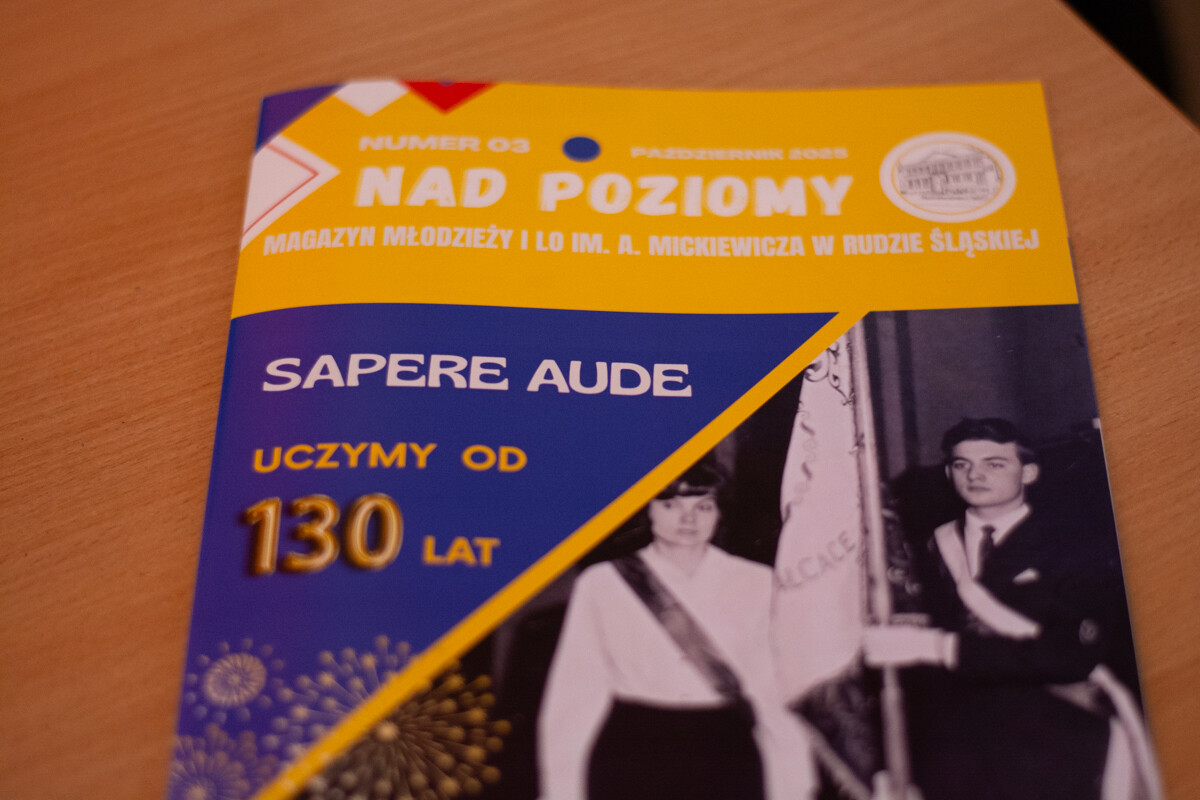 NUMER 03
PAŹDZIERNIK 2025
NAD POZIOMY
MAGAZYN MŁODZIEŻY I LO IM. A. MICKIEWICZA W RUDZIE ŚLĄSKIEJ
SAPERE AUDE
UCZYMY OD
130 LAT